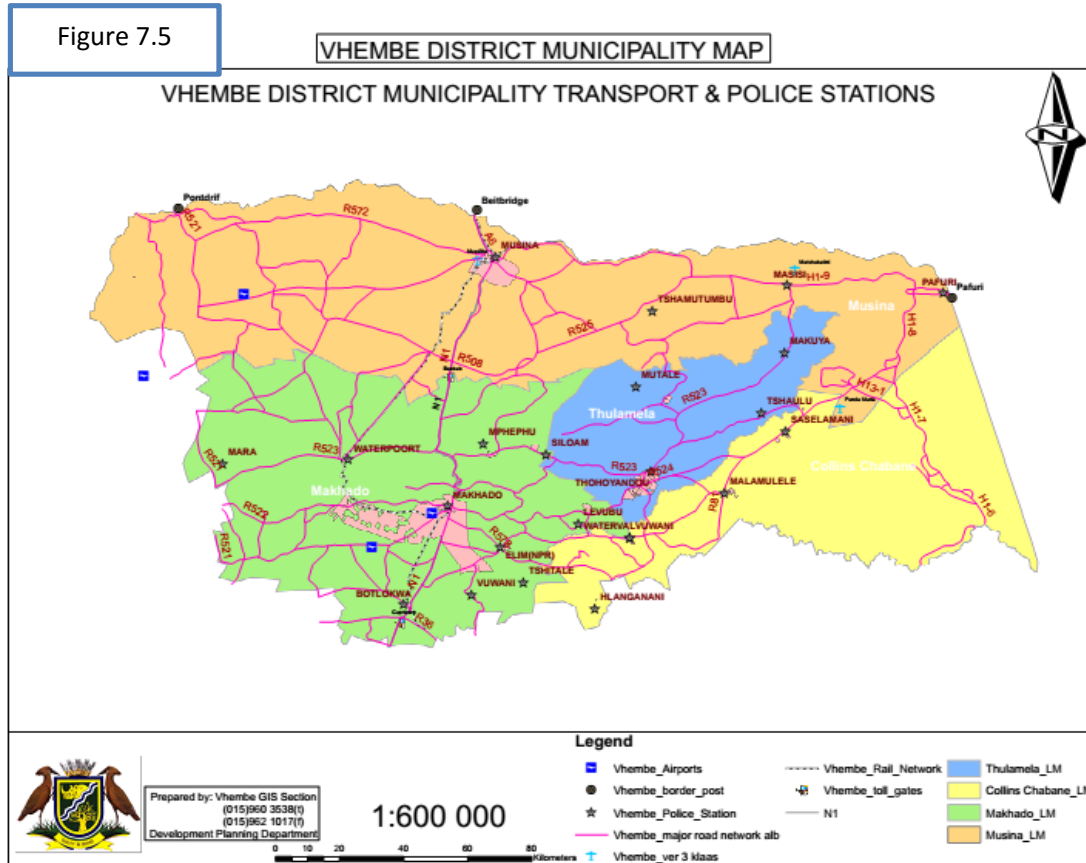 Figure 7.5
VHEMBE DISTRICT MUNICIPALITY MAP
VHEMBE DISTRICT MUNICIPALITY TRANSPORT & POLICE STATIONS
N
Pontdrif
Beitbridge
R521
R572
A6
MUSINA
MASISI
H1-9
PAFURI
Pafuri
TSHAMUTUMBU
Musina
R525
H1-8
N1
R508
MAKUYA
MUTALE
R523
H13-1
Thulamela
TSHAULU
H1-7
N1
SASELAMANI
MPHEPHU
SILOAM
MARA
R523
WATERPOORT
R521
R523
R524
Collins Chabane
THOHOYANDOU
MALAMULELE
Makhado
MAKHADO
R81
H1-6
LEVUBU
R522
WATERVALVUWANI
R578
R521
ELIM(NPR)
TSHITALE
N1
VUWANI
BOTLOKWA
HLANGANANI
R36
Legend
Vhembe_Airports
Vhembe_border_post
Vhembe_Police_Station
Vhembe_major road network alb
Vhembe_ver 3 klaas
Vhembe_Rail_Network
Vhembe_toll_gates
N1
Thulamela_LM
Collins Chabane_LM
Makhado_LM
Musina_LM
Prepared by: Vhembe GIS Section
(015)960 3538(t)
(015)962 1017(f)
Development Planning Department
1:600 000
0 10 20 40 60 80
Kilometers